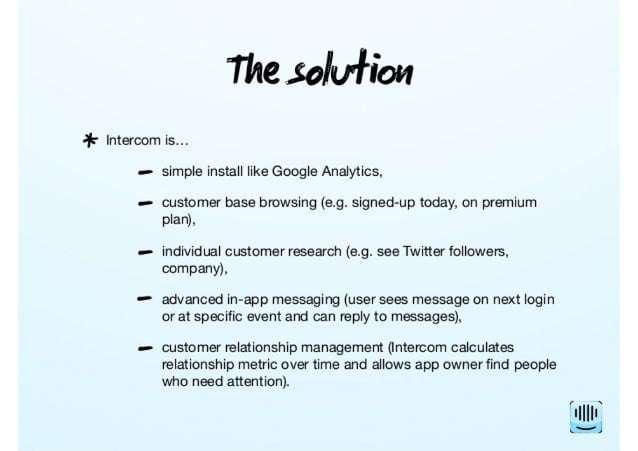 The solution
* Intercom is…
– simple install like Google Analytics,
– customer base browsing (e.g. signed-up today, on premium
plan),
– individual customer research (e.g. see Twitter followers,
company),
– advanced in-app messaging (user sees message on next login
or at specific event and can reply to messages),
– customer relationship management (Intercom calculates
relationship metric over time and allows app owner find people
who need attention).